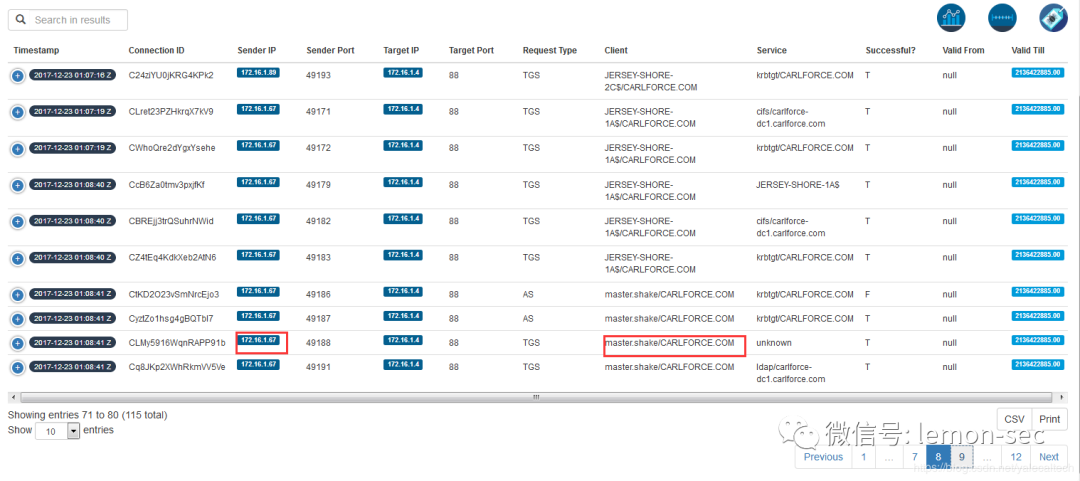 Search in results
Timestamp Connection ID Sender IP Sender Port Target IP Target Port Request Type Client Service Successful? Valid From Valid Till
2017-12-23 01:07:16 Z C24ziYU0jKRG4KPk2 172.16.1.89 49193 172.16.1.4 88 TGS JERSEY-SHORE- krbtgt/CARLFORCE.COM T null 2136422885.00
2C$/CARLFORCE.COM
2017-12-23 01:07:19 Z CLret23PZHkrqX7kV9 172.16.1.67 49171 172.16.1.4 88 TGS JERSEY-SHORE- cifs/carlforce- T null 2136422885.00
1A$/CARLFORCE.COM dc1.carlforce.com
2017-12-23 01:07:19 Z CWhoQre2dYgxYsehe 172.16.1.67 49172 172.16.1.4 88 TGS JERSEY-SHORE- krbtgt/CARLFORCE.COM T null 2136422885.00
1A$/CARLFORCE.COM
2017-12-23 01:08:40 Z CcB6Za0tmv3pxjfKf 172.16.1.67 49179 172.16.1.4 88 TGS JERSEY-SHORE- JERSEY-SHORE-1A$ T null 2136422885.00
1A$/CARLFORCE.COM
2017-12-23 01:08:40 Z CBREjj3trQSuhrNWid 172.16.1.67 49182 172.16.1.4 88 TGS JERSEY-SHORE- cifs/carlforce- T null 2136422885.00
1A$/CARLFORCE.COM dc1.carlforce.com
2017-12-23 01:08:40 Z CZ4tEq4KdkXeb2AtN6 172.16.1.67 49183 172.16.1.4 88 TGS JERSEY-SHORE- krbtgt/CARLFORCE.COM T null 2136422885.00
1A$/CARLFORCE.COM
2017-12-23 01:08:41 Z CtKD2O23vSmNrcEjo3 172.16.1.67 49186 172.16.1.4 88 AS master.shake/CARLFORCE.COM krbtgt/CARLFORCE.COM F null 2136422885.00
2017-12-23 01:08:41 Z CyztZo1hsg4gBQTbI7 172.16.1.67 49187 172.16.1.4 88 AS master.shake/CARLFORCE.COM krbtgt/CARLFORCE.COM T null 2136422885.00
2017-12-23 01:08:41 Z CLMy5916WqnRAPP91b 172.16.1.67 49188 172.16.1.4 88 TGS master.shake/CARLFORCE.COM unknown T null 2136422885.00
2017-12-23 01:08:41 Z Cq8JKp2XWhRkmVV5Ve 172.16.1.67 49191 172.16.1.4 88 TGS master.shake/CARLFORCE.COM ldap/carlforce- T null 2136422885.00
dc1.carlforce.com
Showing entries 71 to 80 (115 total) CSV Print
Show 10 entries
微信号: lemon-sec
Previous 1 ... 7 8 9 ... 12 Next